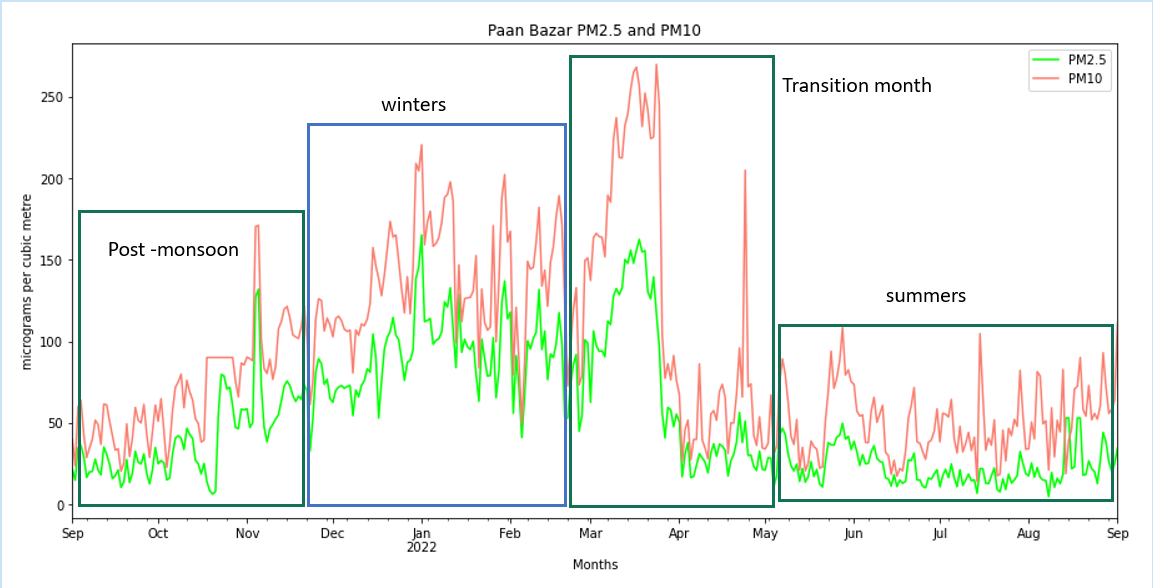 Paan Bazar PM2.5 and PM10
PM2.5
PM10
Transition month
winters
Post -monsoon
summers
micrograms per cubic metre
250
200
150
100
50
0
Sep Oct Nov Dec Jan Feb Mar Apr May Jun Jul Aug Sep
2022
Months